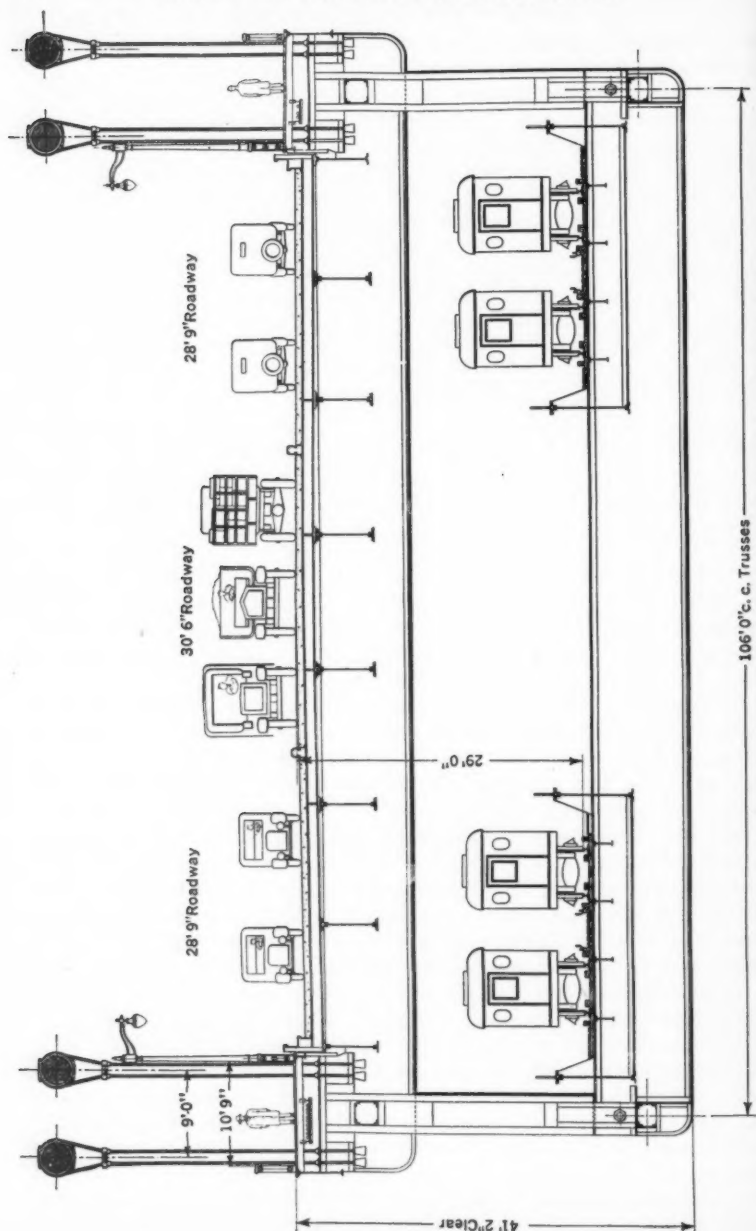 28' 9"Roadway
30' 6"Roadway
28' 9"Roadway
9'-0"
10' 9"
29' 0"
41' 2"Clear
106' 0"c. c. Trusses